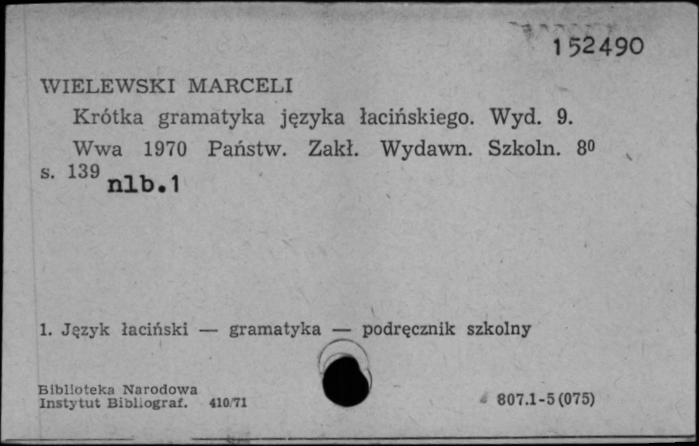 152490
WIELEWSKI MARCELI
Krótka gramatyka języka łacińskiego. Wyd. 9.
Wwa 1970 Państw. Zakł. Wydawn. Szkoln. 8⁰
s. 139 nlb.1
1. Język łaciński — gramatyka — podręcznik szkolny
Biblioteka Narodowa
Instytut Bibliograf. 410/71
807.1-5(075)